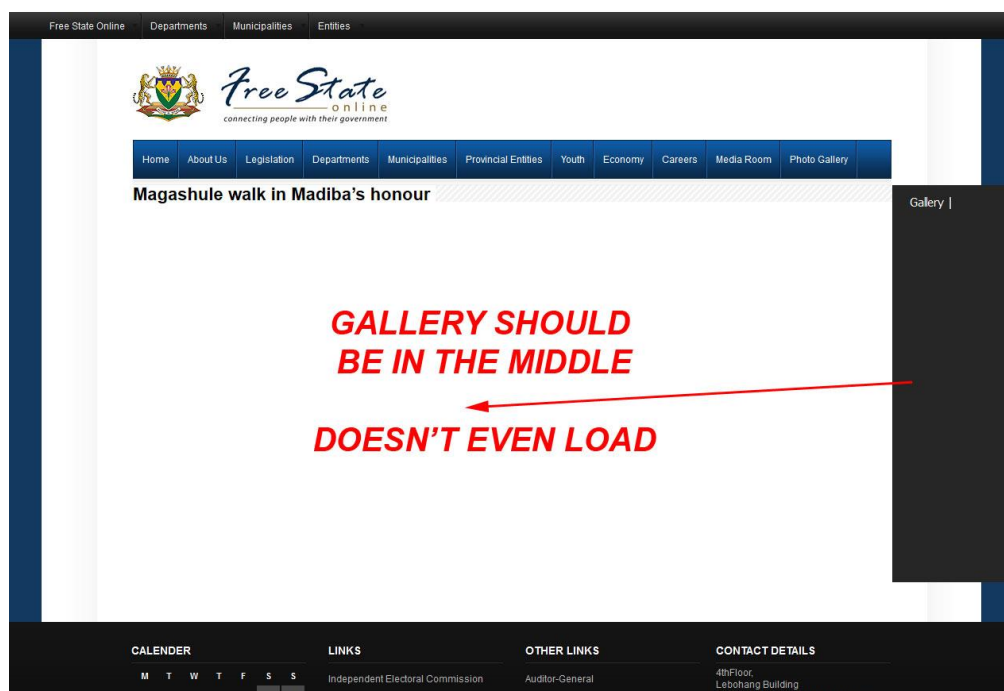 Free State Online Departments Municipalities Entities
Free State
online
connecting people with their government
Home About Us Legislation Departments Municipalities Provincial Entities Youth Economy Careers Media Room Photo Gallery
Magashule walk in Madiba’s honour
Gallery |
GALLERY SHOULD
BE IN THE MIDDLE
DOESN’T EVEN LOAD
CALENDER LINKS OTHER LINKS CONTACT DETAILS
M T W T F S S Independent Electoral Commission Auditor-General 4thFloor,
Lebohang Building